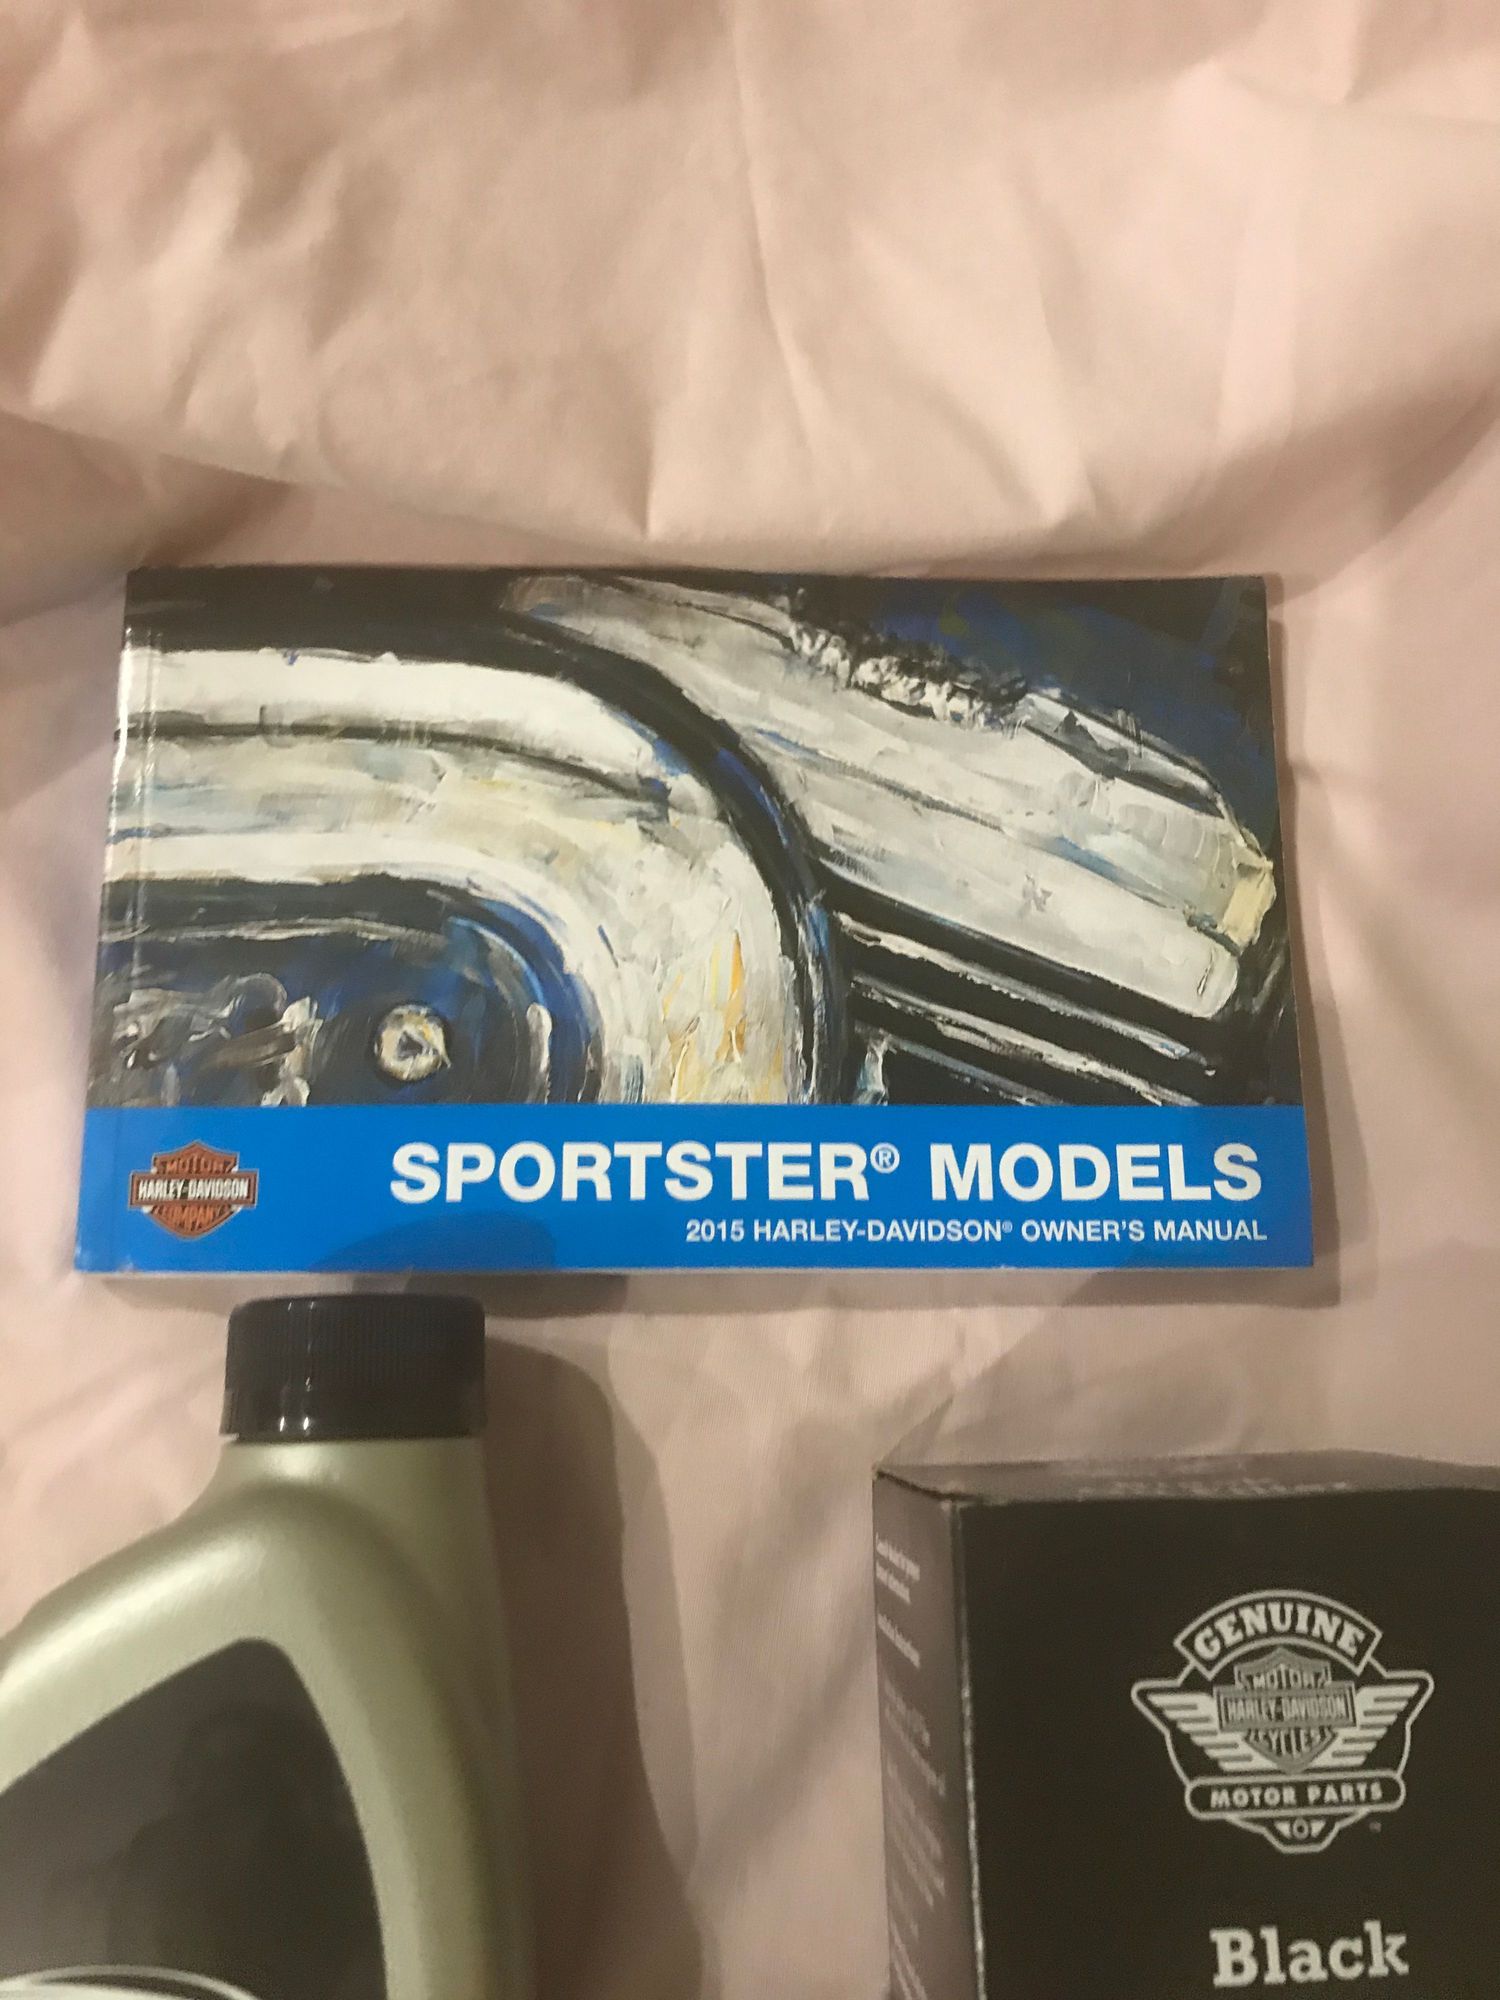 SPORTSTER® MODELS
2015 HARLEY-DAVIDSON® OWNER'S MANUAL
MOTOR
HARLEY-DAVIDSON
COMPANY
GENUINE
MOTOR
HARLEY-DAVIDSON
CYCLES
MOTOR PARTS
Black